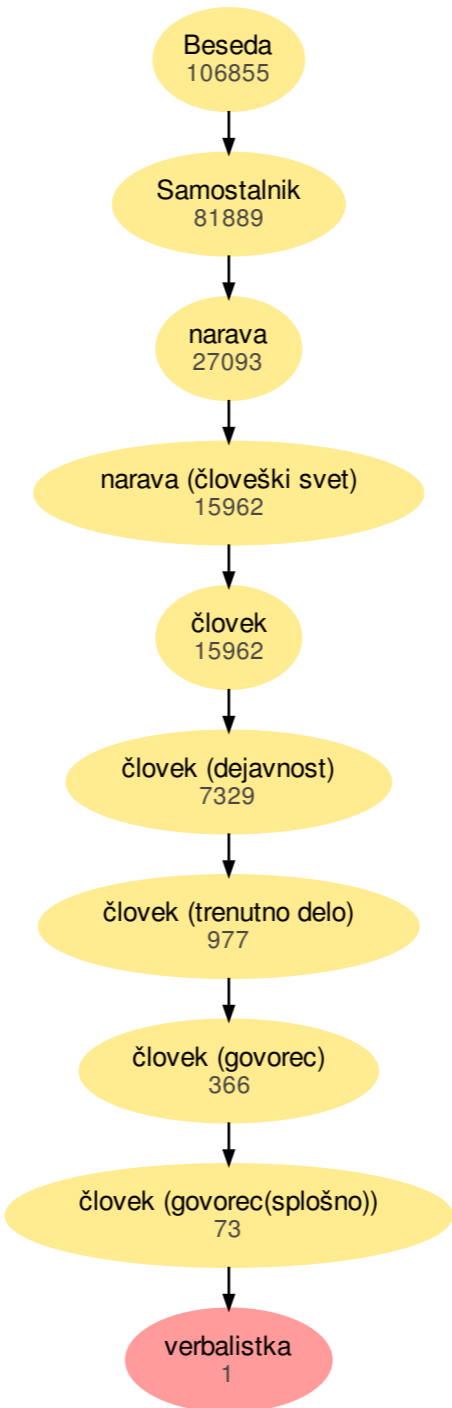 Beseda
106855
Samostalnik
81889
narava
27093
narava (človeški svet)
15962
človek
15962
človek (dejavnost)
7329
človek (trenutno delo)
977
človek (govorec)
366
človek (govorec(splošno))
73
verbalistka
1